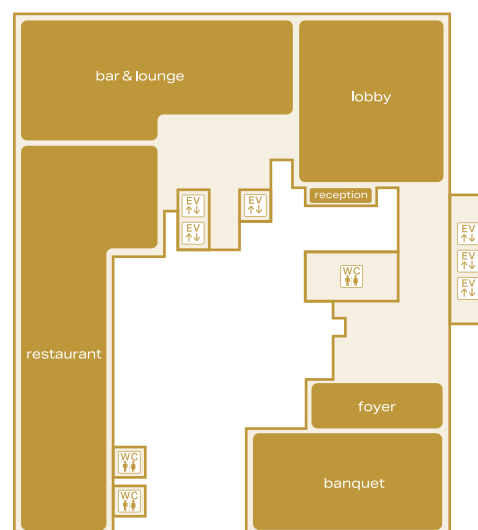 bar & lounge
lobby
reception
EV
EV
EV
EV
EV
EV
WC
restaurant
foyer
WC
banquet
WC